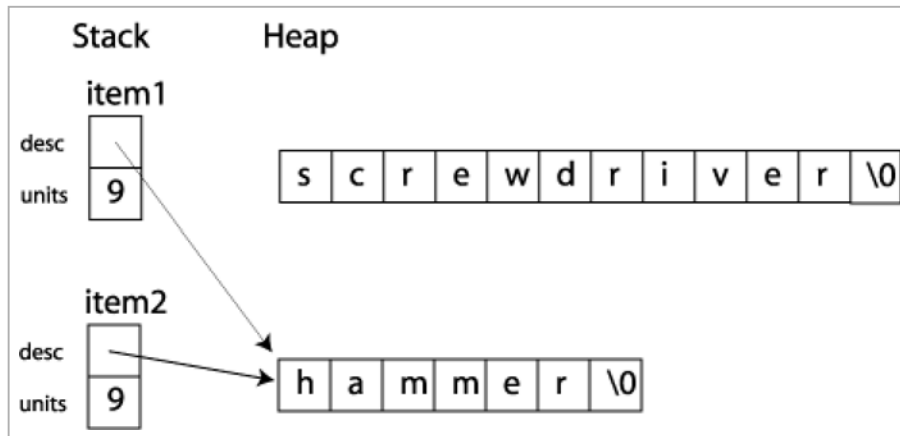 Stack Heap
item1
desc
s c r e w d r i v e r \0
units 9
item2
desc
h a m m e r \0
units 9